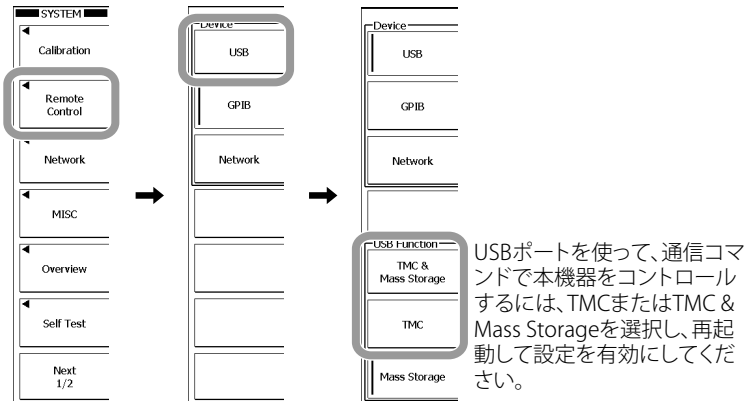 SYSTEM
Calibration
Remote
Control
Network
MISC
Overview
Self Test
Next
1/2
Device
USB
GPIB
Network
Device
USB
GPIB
Network
USB Function
TMC &
Mass Storage
TMC
Mass Storage
USBポートを使って、通信コマ
ンドで本機器をコントロール
するには、TMCまたはTMC &
Mass Storageを選択し、再起
動して設定を有効にしてくだ
さい。